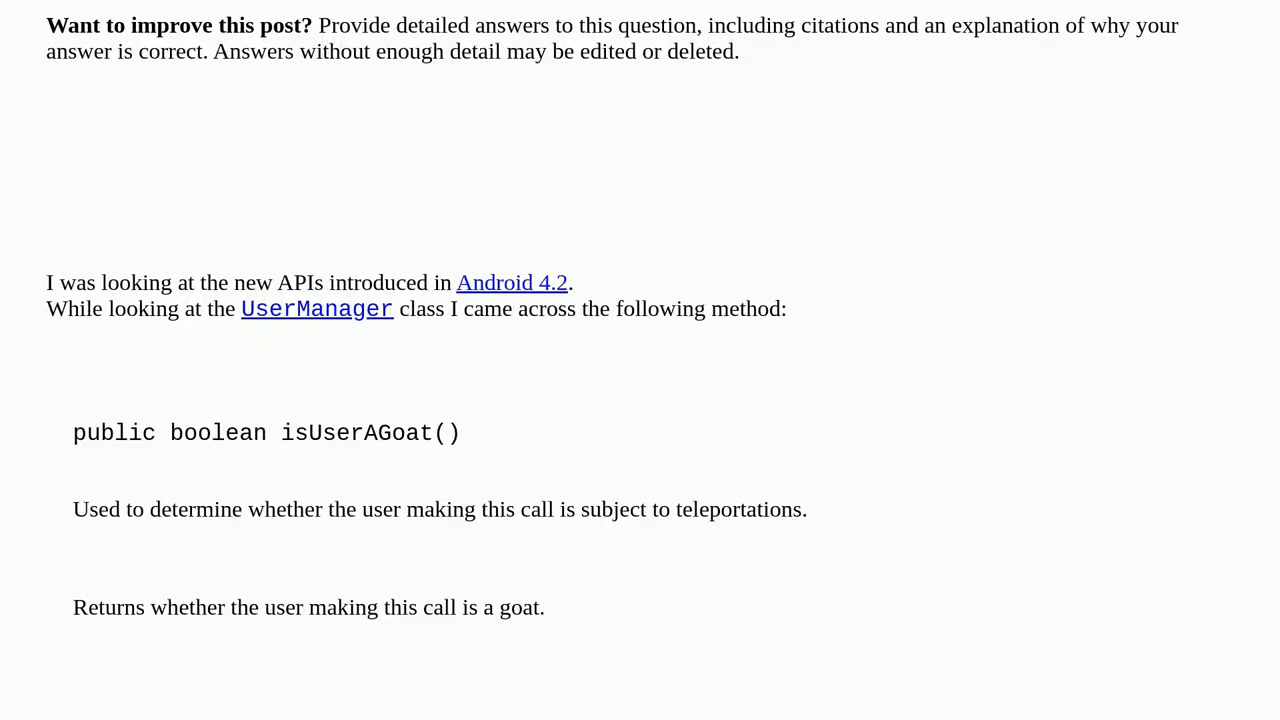 Want to improve this post? Provide detailed answers to this question, including citations and an explanation of why your
answer is correct. Answers without enough detail may be edited or deleted.
I was looking at the new APIs introduced in Android 4.2.
While looking at the UserManager class I came across the following method:
public boolean isUserAGoat()
Used to determine whether the user making this call is subject to teleportations.
Returns whether the user making this call is a goat.